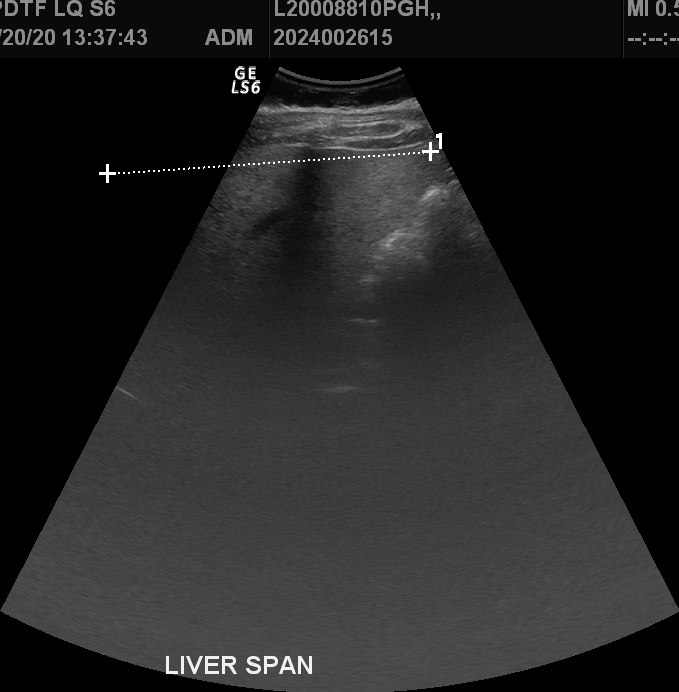 PDTF LQ S6 L20008810PGH,, MI 0.5
/20/20 13:37:43 ADM 2024002615 --:--:--
GE
LS6
1
LIVER SPAN